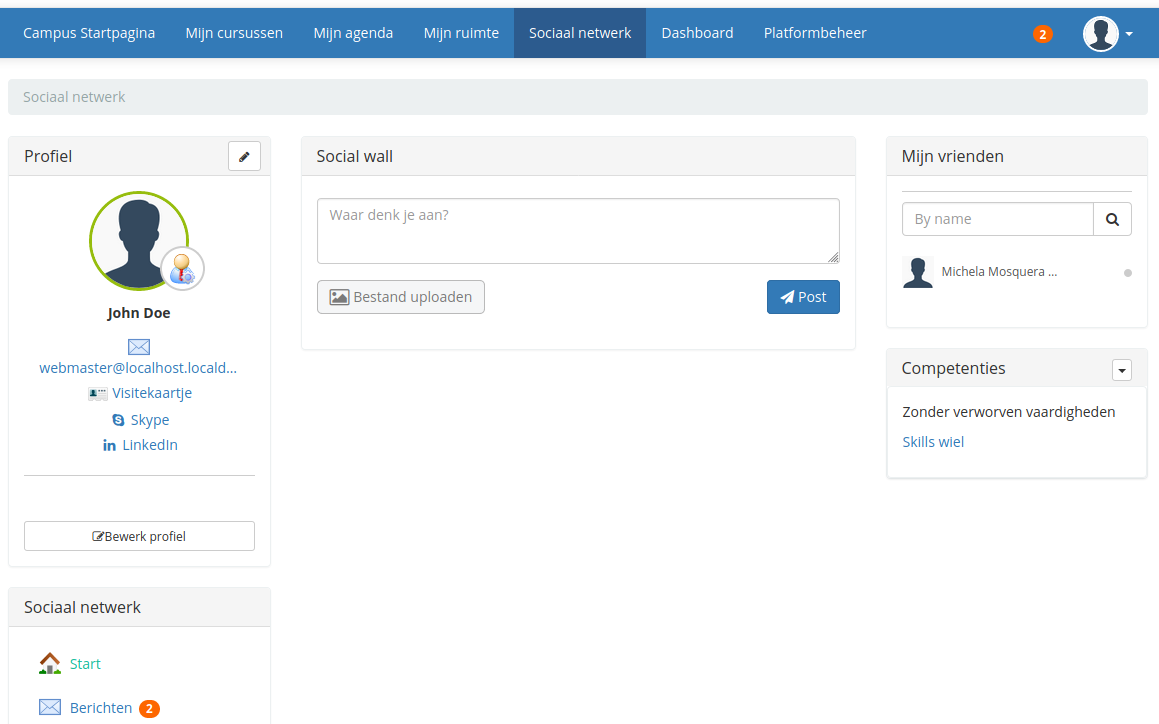 Campus Startpagina
Mijn cursussen
Mijn agenda
Mijn ruimte
Sociaal netwerk
Dashboard
Platformbeheer
2
Sociaal netwerk
Profiel
John Doe
webmaster@localhost.locald...
Visitekaartje
Skype
LinkedIn
Bewerk profiel
Sociaal netwerk
Start
Berichten 2
Social wall
Waar denk je aan?
Bestand uploaden
Post
Mijn vrienden
By name
Michela Mosquera ...
Competenties
Zonder verworven vaardigheden
Skills wiel